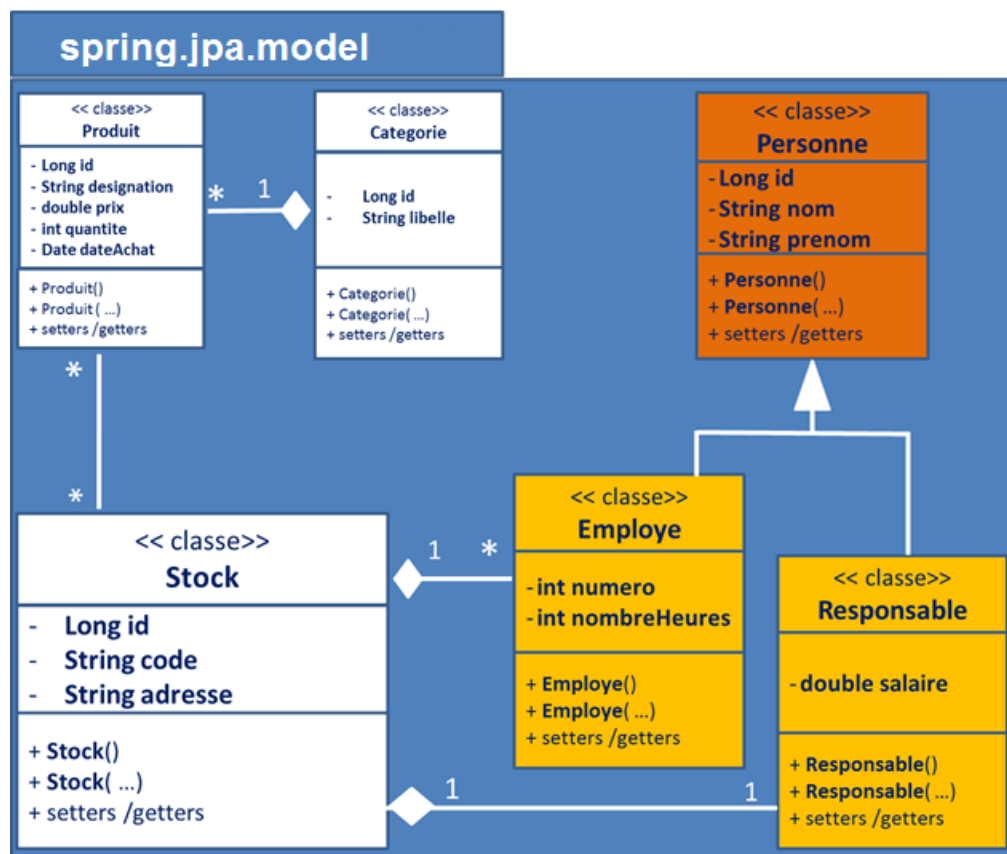 spring.jpa.model
<< classe>>
Produit
- Long id
- String designation
- double prix
- int quantite
- Date dateAchat
+ Produit()
+ Produit( ...)
+ setters /getters
* 1
<< classe>>
Categorie
- Long id
- String libelle
+ Categorie()
+ Categorie( ...)
+ setters /getters
<< classe>>
Personne
- Long id
- String nom
- String prenom
+ Personne()
+ Personne( ...)
+ setters /getters
*
*
<< classe>>
Stock
- Long id
- String code
- String adresse
+ Stock()
+ Stock( ...)
+ setters /getters
1 *
<< classe>>
Employe
- int numero
- int nombreHeures
+ Employe()
+ Employe( ...)
+ setters /getters
1 1
<< classe>>
Responsable
- double salaire
+ Responsable()
+ Responsable( ...)
+ setters /getters